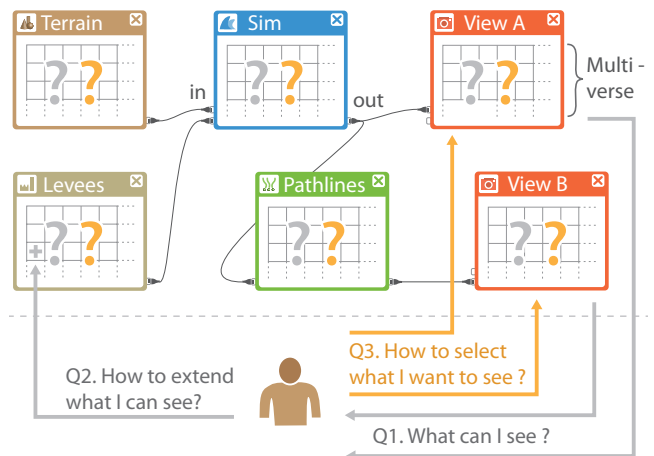 Terrain
Sim
View A
? ?
? ?
? ?
in
out
Multi -
verse
Levees
Pathlines
View B
+ ? ?
? ?
? ?
Q3. How to select
what I want to see ?
Q2. How to extend
what I can see?
Q1. What can I see ?